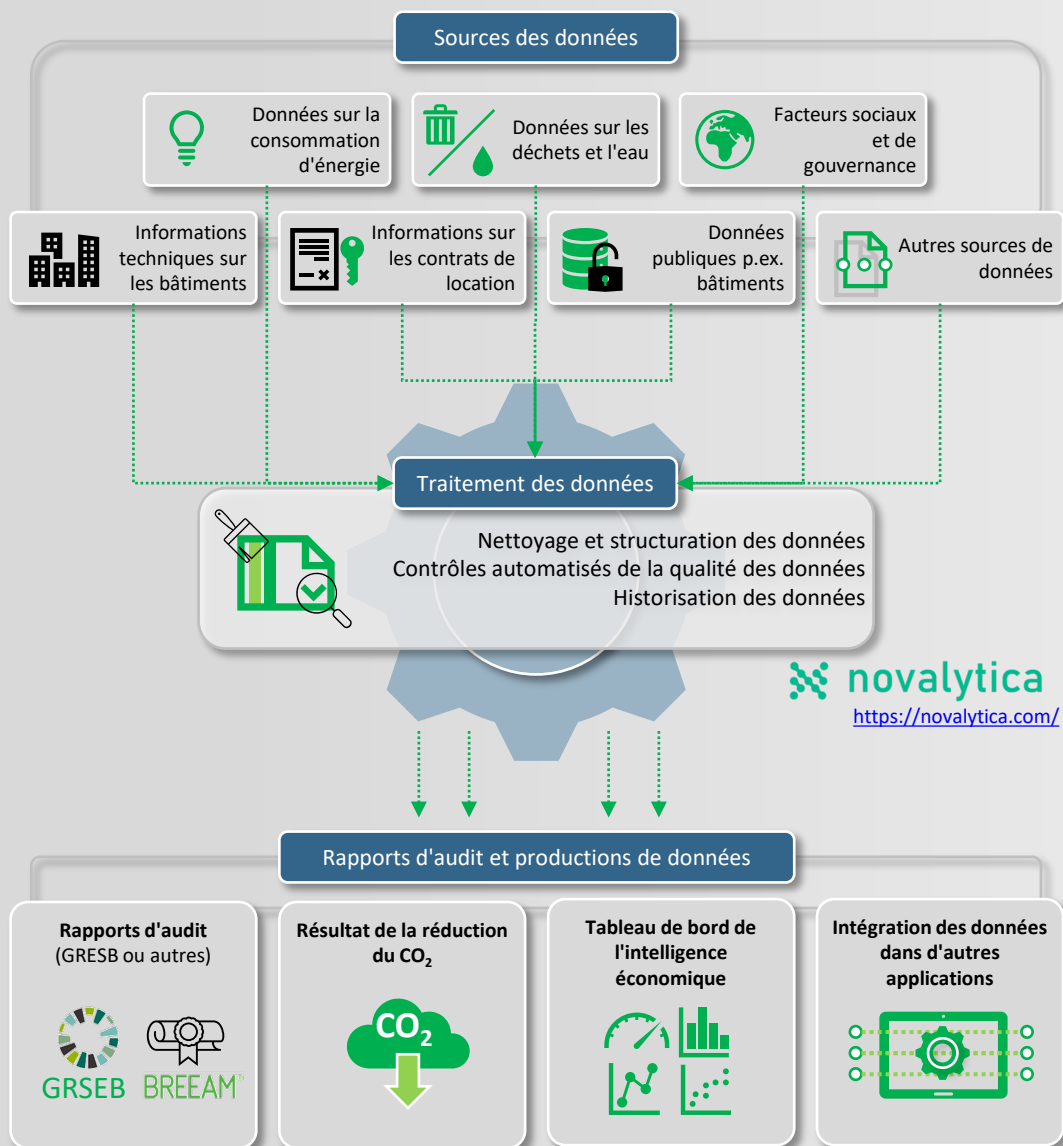 Sources des données
Données sur la
consommation
d'énergie
Données sur les
déchets et l'eau
Facteurs sociaux
et de
gouvernance
Informations
techniques sur
les bâtiments
Informations sur
les contrats de
location
Données
publiques p.ex.
bâtiments
Autres sources de
données
Traitement des données
Nettoyage et structuration des données
Contrôles automatisés de la qualité des données
Historisation des données
novalytica
https://novalytica.com/
Rapports d'audit et productions de données
Rapports d'audit
(GRESB ou autres)
GRSEB
BREEAM®
Résultat de la réduction
du CO₂
CO₂
Tableau de bord de
l'intelligence
économique
Intégration des données
dans d'autres
applications